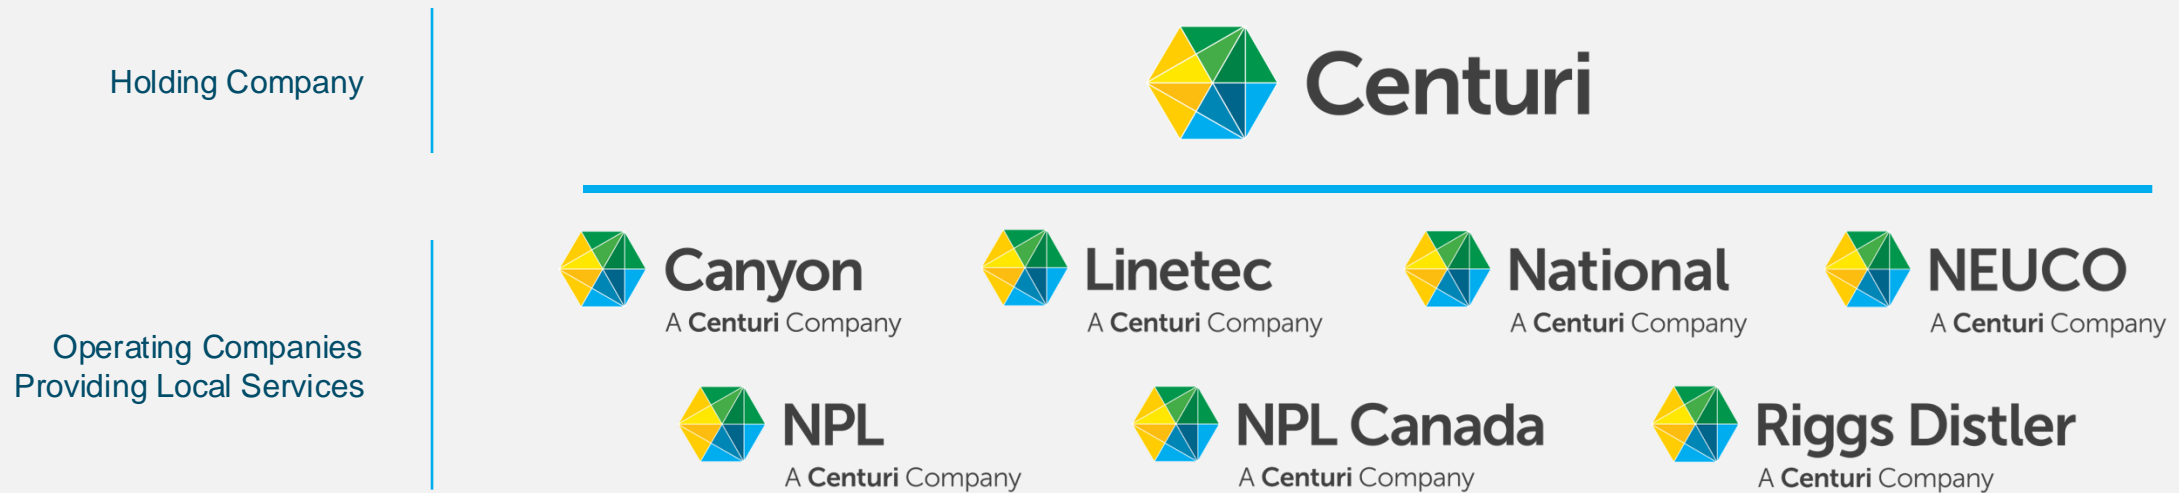 Holding Company
Centuri
Operating Companies
Providing Local Services
Canyon
A Centuri Company
Linetec
A Centuri Company
National
A Centuri Company
NEUCO
A Centuri Company
NPL
A Centuri Company
NPL Canada
A Centuri Company
Riggs Distler
A Centuri Company